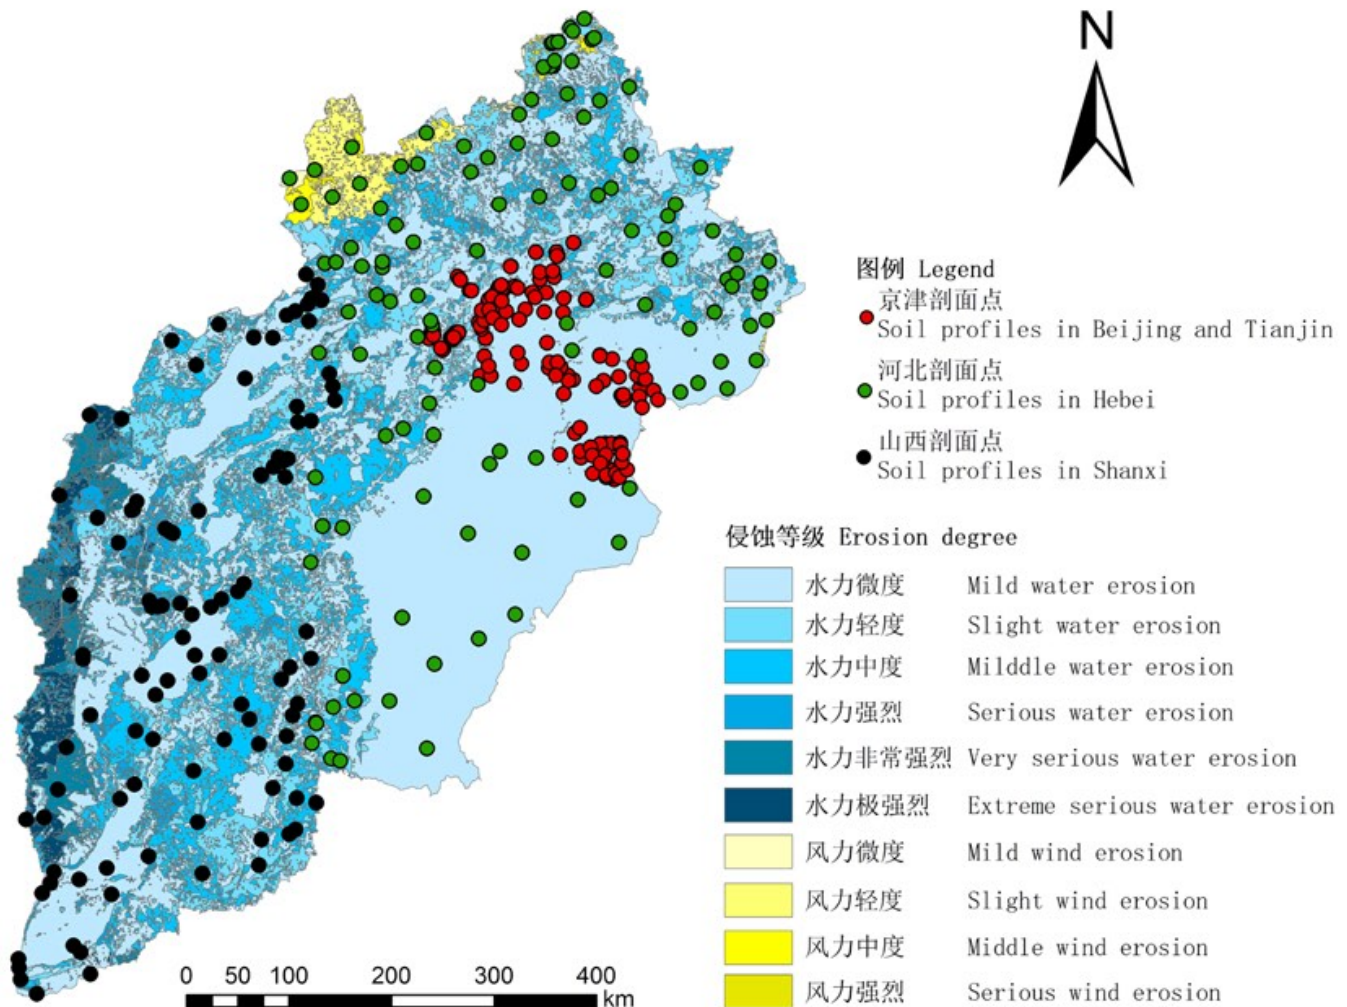 N
图例 Legend
京津剖面点
Soil profiles in Beijing and Tianjin
河北剖面点
Soil profiles in Hebei
山西剖面点
Soil profiles in Shanxi
侵蚀等级 Erosion degree
水力微度 Mild water erosion
水力轻度 Slight water erosion
水力中度 Milddle water erosion
水力强烈 Serious water erosion
水力非常强烈 Very serious water erosion
水力极强烈 Extreme serious water erosion
风力微度 Mild wind erosion
风力轻度 Slight wind erosion
风力中度 Middle wind erosion
风力强烈 Serious wind erosion
0 50 100 200 300 400
km